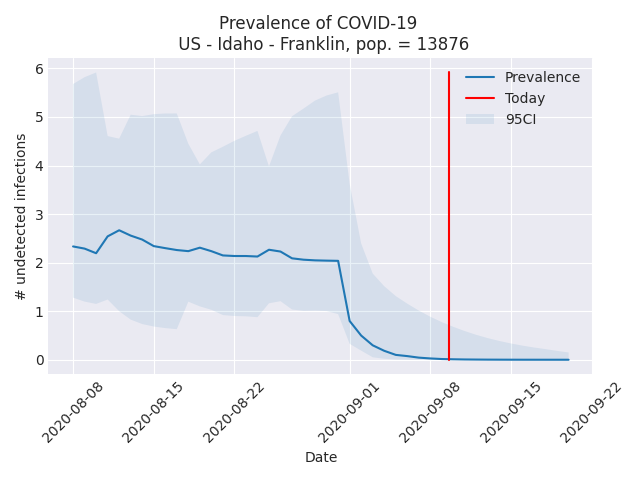 Prevalence of COVID-19
US - Idaho - Franklin, pop. = 13876
Prevalence
Today
95CI
# undetected infections
6
5
4
3
2
1
0
2020-08-08
2020-08-15
2020-08-22
2020-09-01
2020-09-08
2020-09-15
2020-09-22
Date